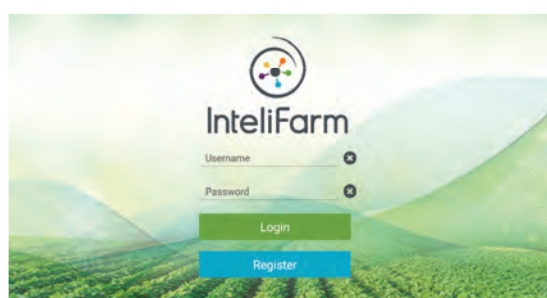 InteliFarm
Username
Password
Login
Register